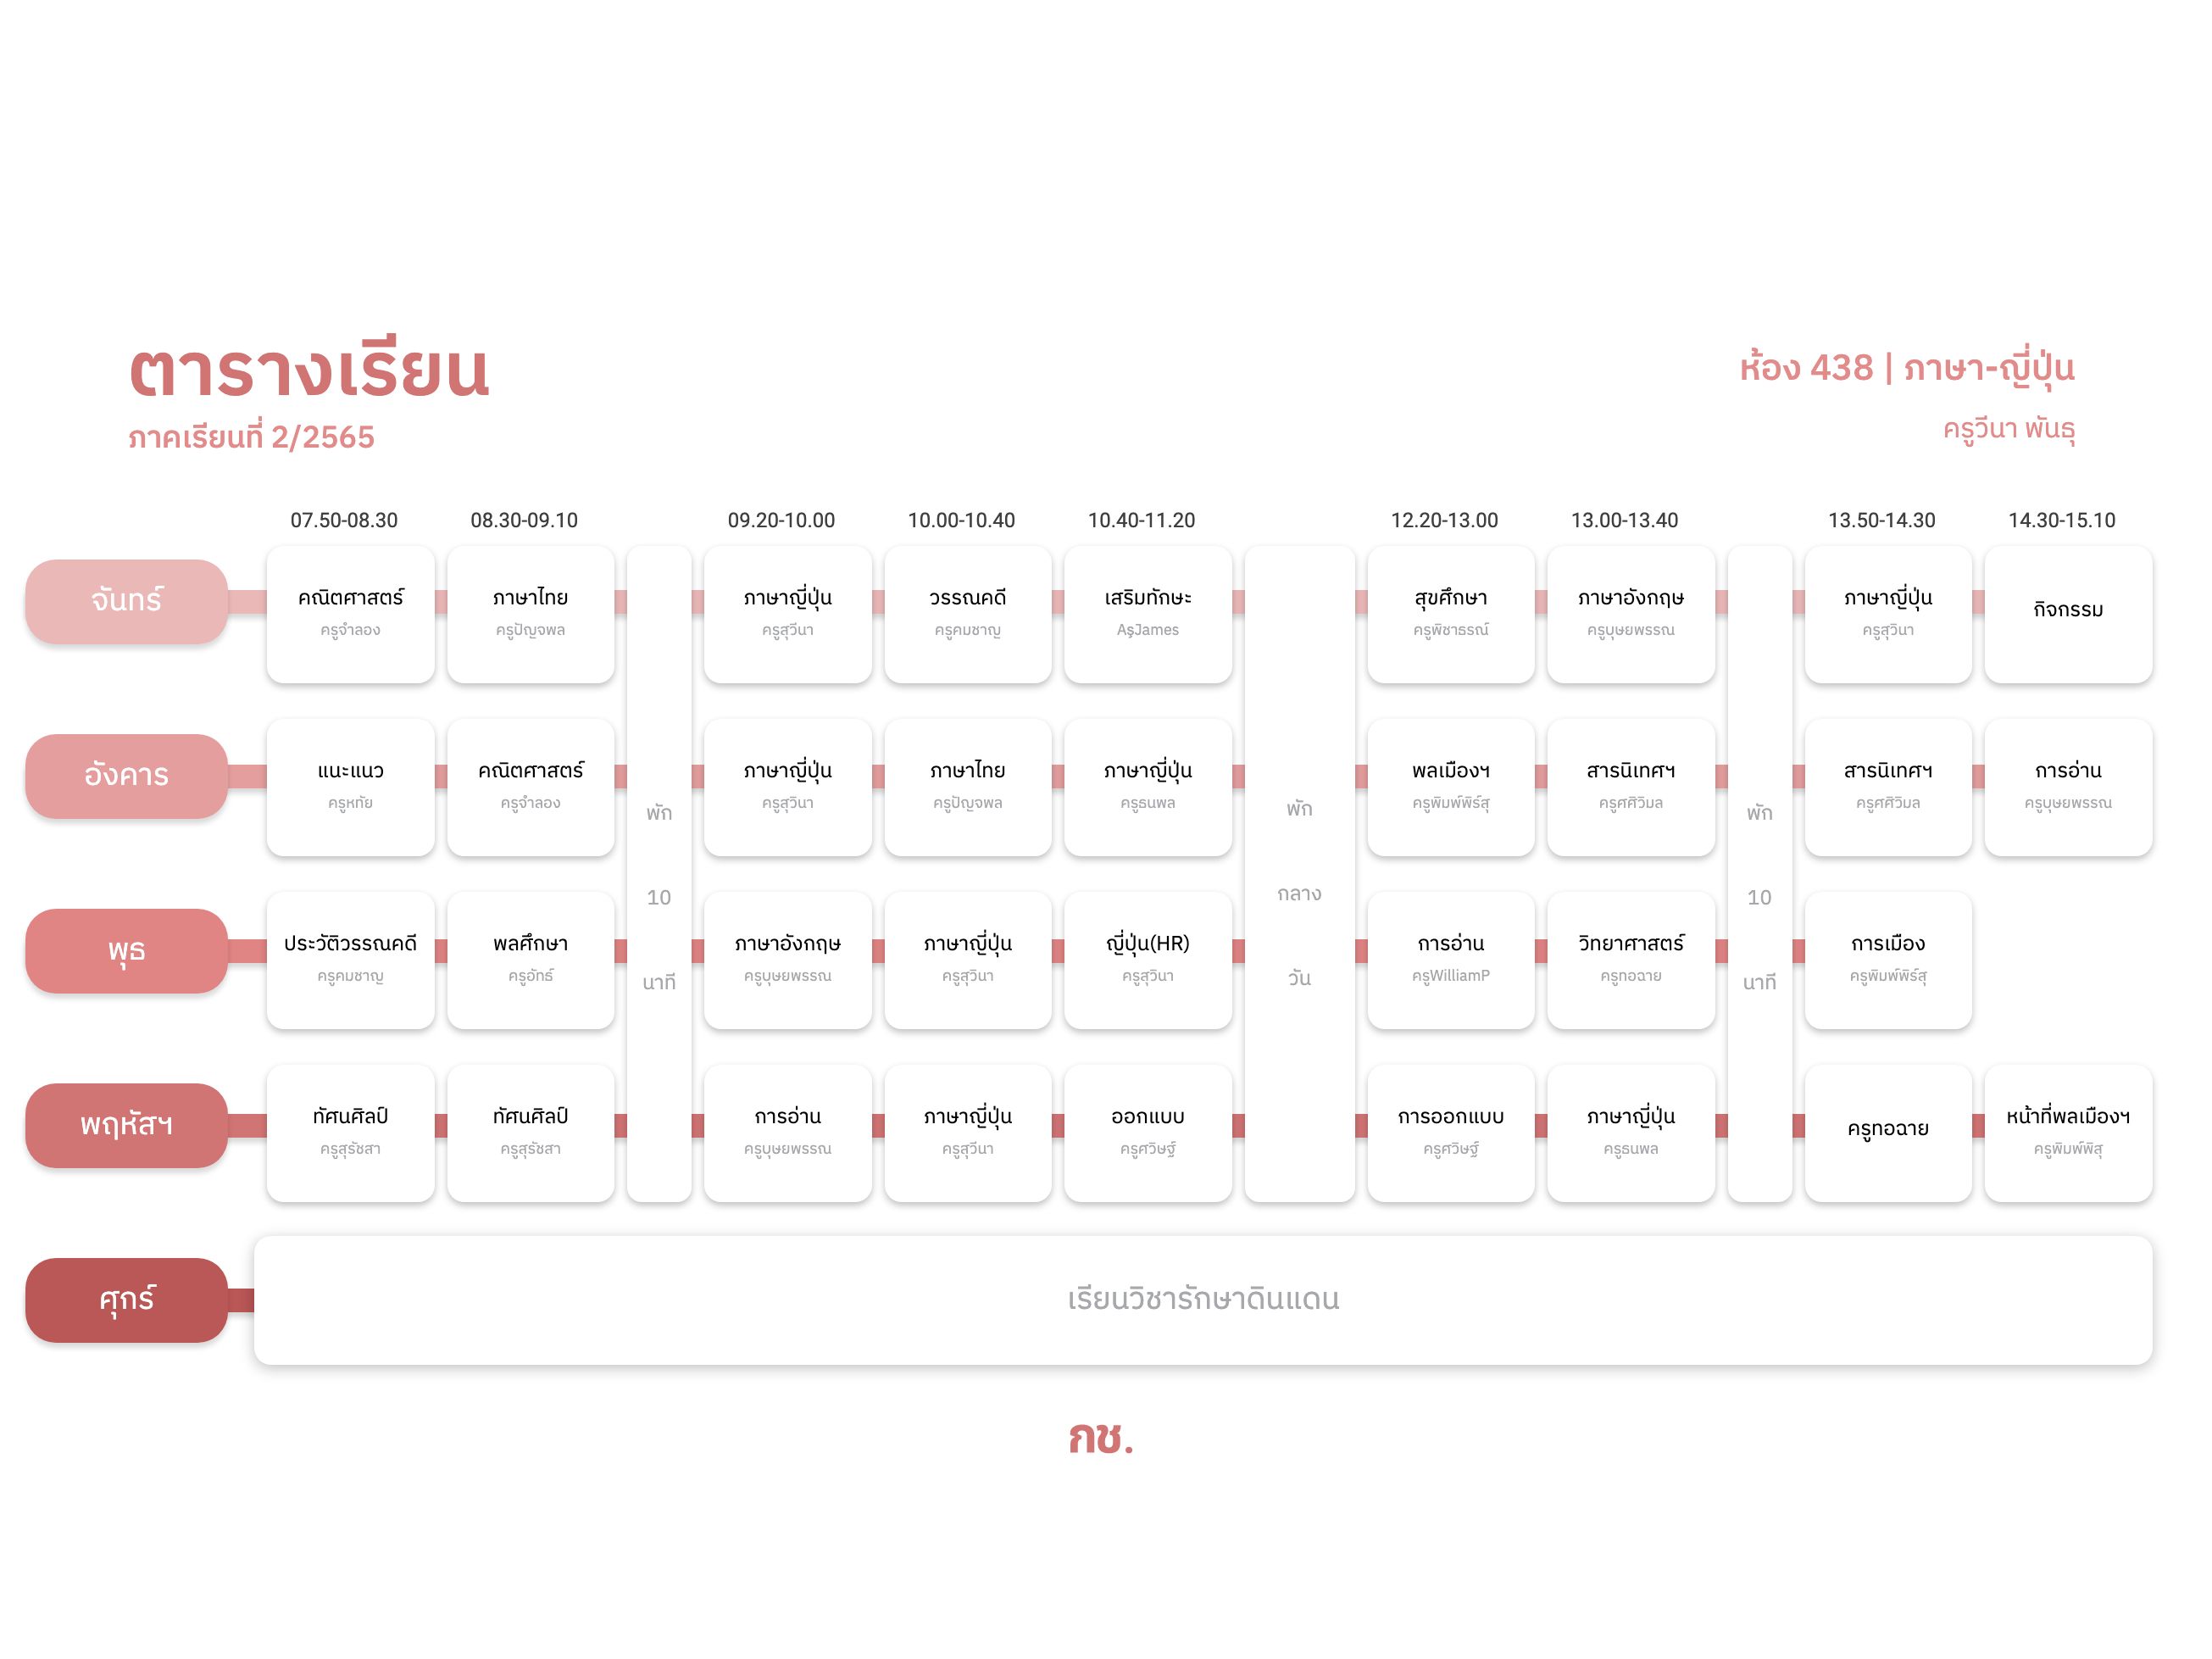 ตารางเรียน
ภาคเรียนที่ 2/2565
ห้อง 438 | ภาษา-ญี่ปุ่น
ครูวีนา พันธุ
07.50-08.30 08.30-09.10 09.20-10.00 10.00-10.40 10.40-11.20 12.20-13.00 13.00-13.40 13.50-14.30 14.30-15.10
จันทร์
คณิตศาสตร์ ภาษาไทย ภาษาญี่ปุ่น วรรณคดี เสริมทักษะ สุขศึกษา ภาษาอังกฤษ ภาษาญี่ปุ่น กิจกรรม
ครูจำลอง ครูปัญจพล ครูสุวีนา ครูคมชาญ AşJames ครูพิชาธรณ์ ครูบุษยพรรณ ครูสุวินา
อังคาร
แนะแนว คณิตศาสตร์ ภาษาญี่ปุ่น ภาษาไทย ภาษาญี่ปุ่น พลเมืองฯ สารนิเทศฯ สารนิเทศฯ การอ่าน
ครูหทัย ครูจำลอง ครูสุวินา ครูปัญจพล ครูธนพล ครูพิมพ์พิร์สุ ครูศศิวิมล ครูศศิวิมล ครูบุษยพรรณ
พัก
10
นาที
พัก
กลาง
วัน
พัก
10
นาที
พุธ
ประวัติวรรณคดี พลศึกษา ภาษาอังกฤษ ภาษาญี่ปุ่น ญี่ปุ่น(HR) การอ่าน วิทยาศาสตร์ การเมือง
ครูคมชาญ ครูอักธ์ ครูบุษยพรรณ ครูสุวินา ครูสุวินา ครูWilliamP ครูทอฉาย ครูพิมพ์พิร์สุ
พฤหัสฯ
ทัศนศิลป์ ทัศนศิลป์ การอ่าน ภาษาญี่ปุ่น ออกแบบ การออกแบบ ภาษาญี่ปุ่น ครูทอฉาย หน้าที่พลเมืองฯ
ครูสุรัชสา ครูสุรัชสา ครูบุษยพรรณ ครูสุวีนา ครูศวิษฐ์ ครูศวิษฐ์ ครูธนพล ครูพิมพ์พิสุ
ศุกร์
เรียนวิชารักษาดินแดน
กช.